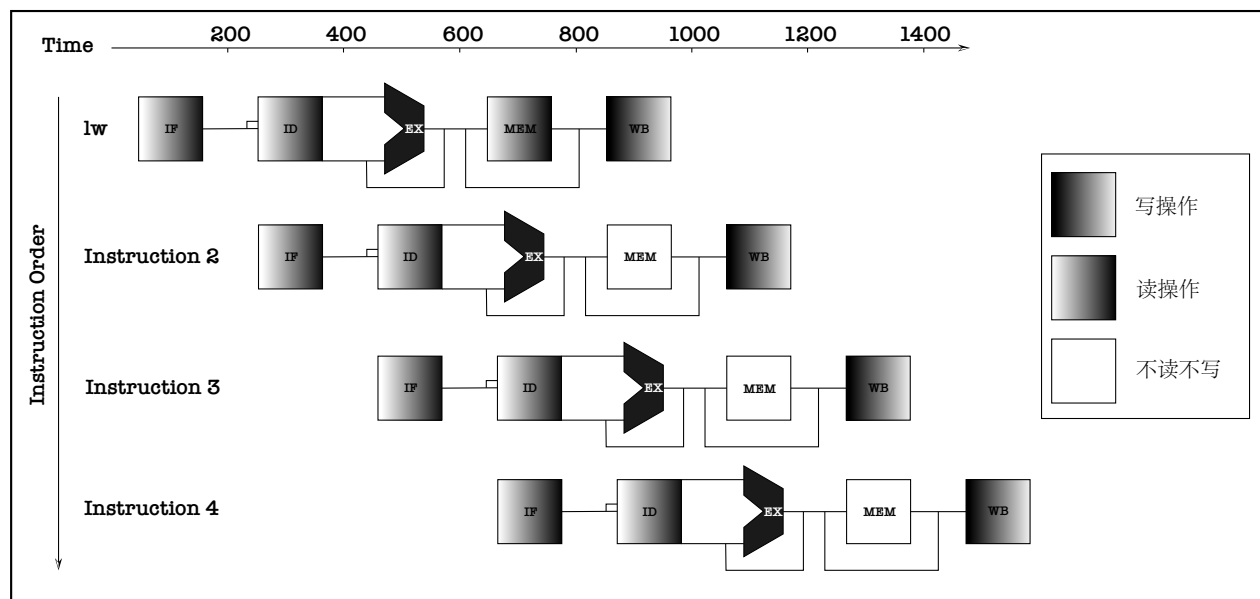 Time 200 400 600 800 1000 1200 1400
lw IF ID EX MEM WB
Instruction 2 IF ID EX MEM WB
Instruction 3 IF ID EX MEM WB
Instruction 4 IF ID EX MEM WB
Instruction Order
写操作
读操作
不读不写